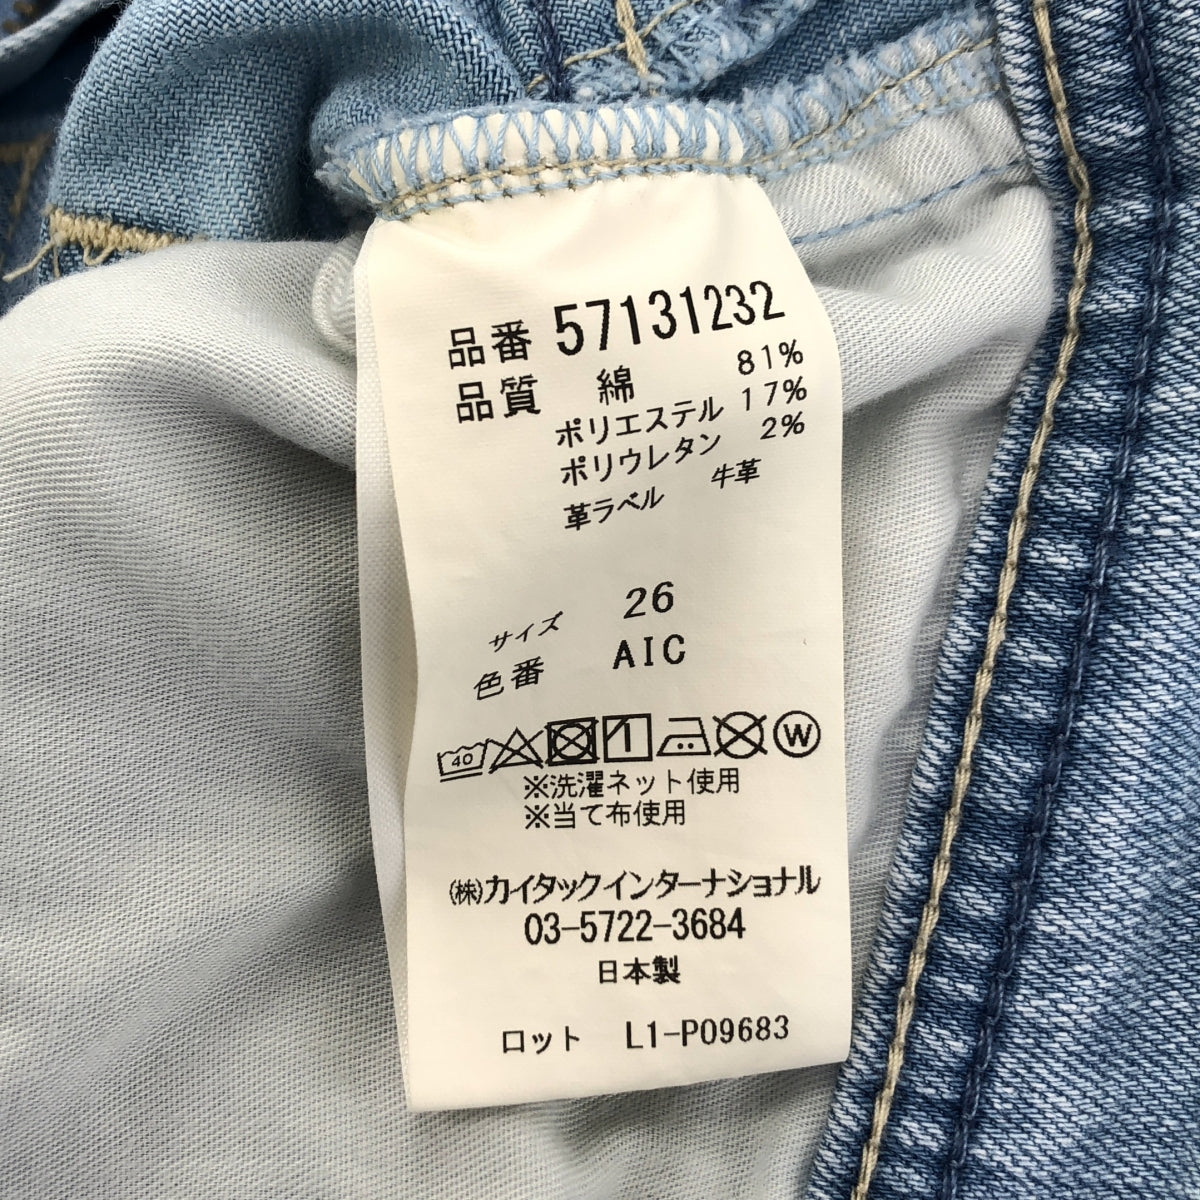 品番 57131232
品質 綿 81%
ポリエステル 17%
ポリウレタン 2%
革ラベル 牛革
サイズ 26
色番 AIC
40 W
※洗濯ネット使用
※当て布使用
㈱カイタックインターナショナル
03-5722-3684
日本製
ロット L1-P09683